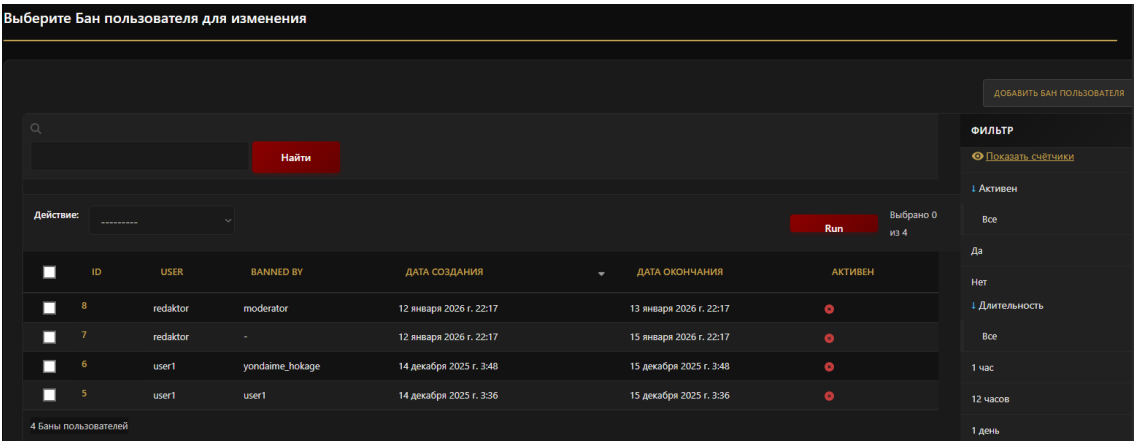 Выберите Бан пользователя для изменения
ДОБАВИТЬ БАН ПОЛЬЗОВАТЕЛЯ
Найти
Действие: --------- Run Выбрано 0 из 4
ID USER BANNED BY ДАТА СОЗДАНИЯ ДАТА ОКОНЧАНИЯ АКТИВЕН
8 redaktor moderator 12 января 2026 г. 22:17 13 января 2026 г. 22:17
7 redaktor - 12 января 2026 г. 22:17 15 января 2026 г. 22:17
6 user1 yondaime_hokage 14 декабря 2025 г. 3:48 15 декабря 2025 г. 3:48
5 user1 user1 14 декабря 2025 г. 3:36 15 декабря 2025 г. 3:36
4 Баны пользователей
ФИЛЬТР
Показать счётчики
↓ Активен
Все
Да
Нет
↓ Длительность
Все
1 час
12 часов
1 день